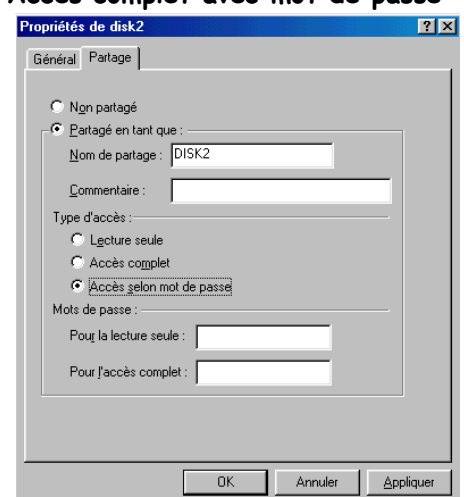 Accès complet avec mot de passe
Propriétés de disk2
Général Partage
Non partagé
Partagé en tant que :
Nom de partage : DISK2
Commentaire :
Type d'accès :
Lecture seule
Accès complet
Accès selon mot de passe
Mots de passe :
Pour la lecture seule :
Pour l'accès complet :
OK Annuler Appliquer